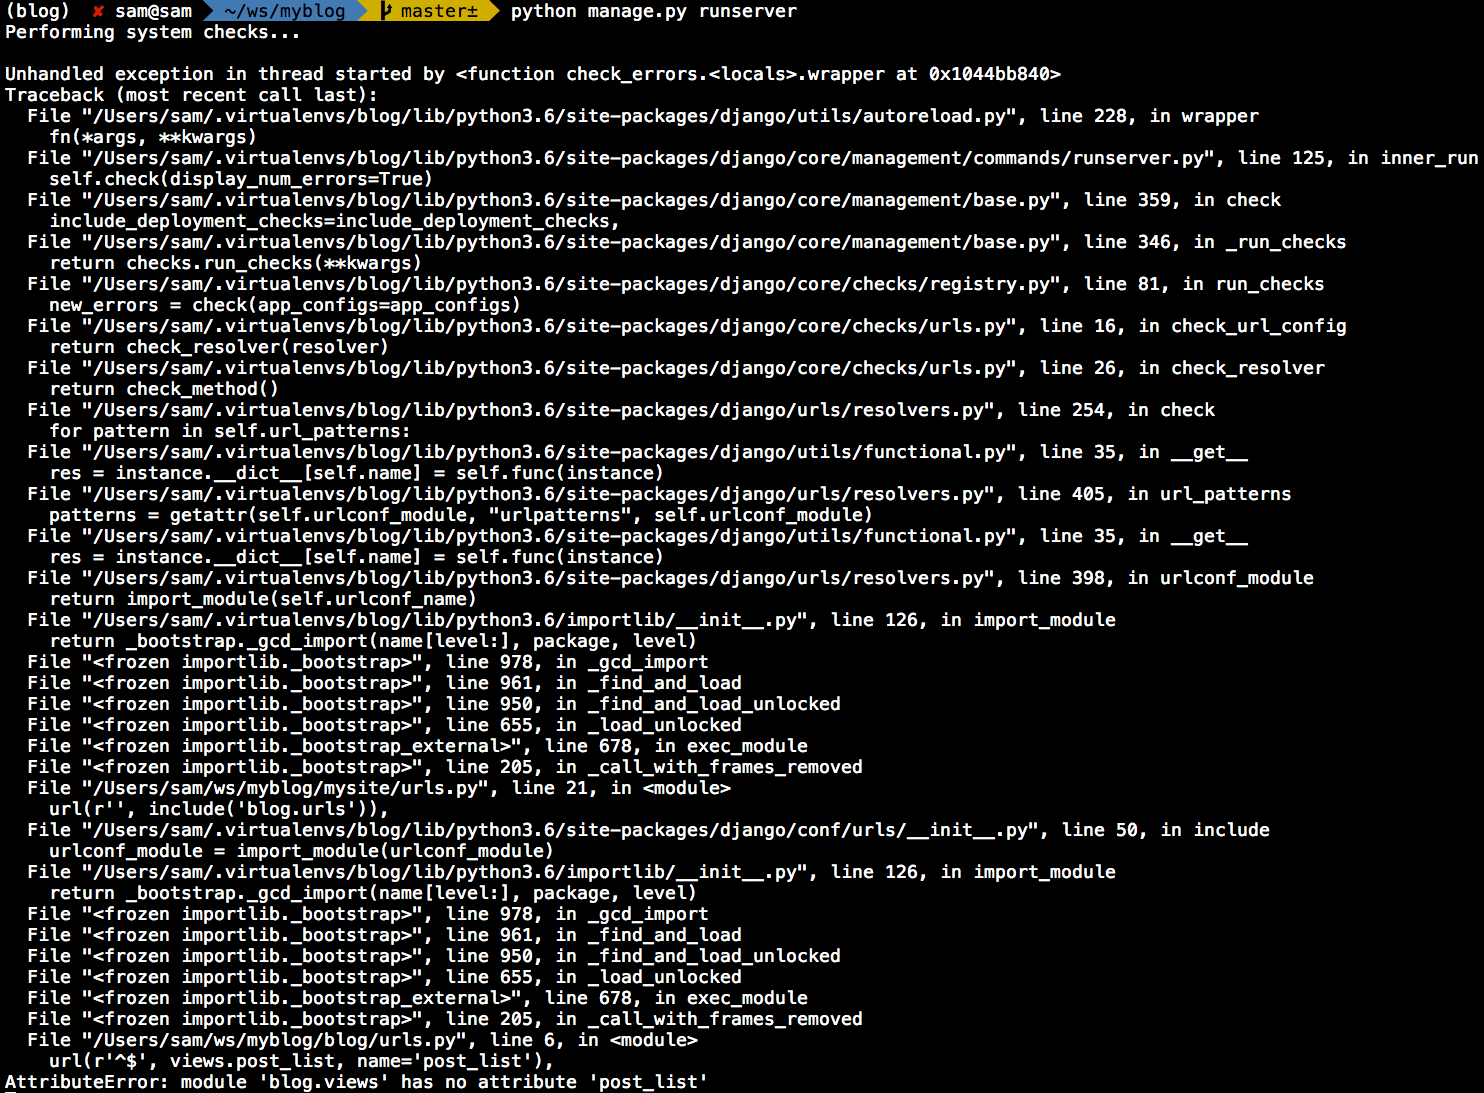 (blog) ✘ sam@sam ~/ws/myblog master± python manage.py runserver
Performing system checks...
Unhandled exception in thread started by <function check_errors.<locals>.wrapper at 0x1044bb840>
Traceback (most recent call last):
  File "/Users/sam/.virtualenvs/blog/lib/python3.6/site-packages/django/utils/autoreload.py", line 228, in wrapper
    fn(*args, **kwargs)
  File "/Users/sam/.virtualenvs/blog/lib/python3.6/site-packages/django/core/management/commands/runserver.py", line 125, in inner_run
    self.check(display_num_errors=True)
  File "/Users/sam/.virtualenvs/blog/lib/python3.6/site-packages/django/core/management/base.py", line 359, in check
    include_deployment_checks=include_deployment_checks,
  File "/Users/sam/.virtualenvs/blog/lib/python3.6/site-packages/django/core/management/base.py", line 346, in _run_checks
    return checks.run_checks(**kwargs)
  File "/Users/sam/.virtualenvs/blog/lib/python3.6/site-packages/django/core/checks/registry.py", line 81, in run_checks
    new_errors = check(app_configs=app_configs)
  File "/Users/sam/.virtualenvs/blog/lib/python3.6/site-packages/django/core/checks/urls.py", line 16, in check_url_config
    return check_resolver(resolver)
  File "/Users/sam/.virtualenvs/blog/lib/python3.6/site-packages/django/core/checks/urls.py", line 26, in check_resolver
    return check_method()
  File "/Users/sam/.virtualenvs/blog/lib/python3.6/site-packages/django/urls/resolvers.py", line 254, in check
    for pattern in self.url_patterns:
  File "/Users/sam/.virtualenvs/blog/lib/python3.6/site-packages/django/utils/functional.py", line 35, in __get__
    res = instance.__dict__[self.name] = self.func(instance)
  File "/Users/sam/.virtualenvs/blog/lib/python3.6/site-packages/django/urls/resolvers.py", line 405, in url_patterns
    patterns = getattr(self.urlconf_module, "urlpatterns", self.urlconf_module)
  File "/Users/sam/.virtualenvs/blog/lib/python3.6/site-packages/django/utils/functional.py", line 35, in __get__
    res = instance.__dict__[self.name] = self.func(instance)
  File "/Users/sam/.virtualenvs/blog/lib/python3.6/site-packages/django/urls/resolvers.py", line 398, in urlconf_module
    return import_module(self.urlconf_name)
  File "/Users/sam/.virtualenvs/blog/lib/python3.6/importlib/__init__.py", line 126, in import_module
    return _bootstrap._gcd_import(name[level:], package, level)
  File "<frozen importlib._bootstrap>", line 978, in _gcd_import
  File "<frozen importlib._bootstrap>", line 961, in _find_and_load
  File "<frozen importlib._bootstrap>", line 950, in _find_and_load_unlocked
  File "<frozen importlib._bootstrap>", line 655, in _load_unlocked
  File "<frozen importlib._bootstrap_external>", line 678, in exec_module
  File "<frozen importlib._bootstrap>", line 205, in _call_with_frames_removed
  File "/Users/sam/ws/myblog/mysite/urls.py", line 21, in <module>
    url(r'', include('blog.urls')),
  File "/Users/sam/.virtualenvs/blog/lib/python3.6/site-packages/django/conf/urls/__init__.py", line 50, in include
    urlconf_module = import_module(urlconf_module)
  File "/Users/sam/.virtualenvs/blog/lib/python3.6/importlib/__init__.py", line 126, in import_module
    return _bootstrap._gcd_import(name[level:], package, level)
  File "<frozen importlib._bootstrap>", line 978, in _gcd_import
  File "<frozen importlib._bootstrap>", line 961, in _find_and_load
  File "<frozen importlib._bootstrap>", line 950, in _find_and_load_unlocked
  File "<frozen importlib._bootstrap>", line 655, in _load_unlocked
  File "<frozen importlib._bootstrap_external>", line 678, in exec_module
  File "<frozen importlib._bootstrap>", line 205, in _call_with_frames_removed
  File "/Users/sam/ws/myblog/blog/urls.py", line 6, in <module>
    url(r'^$', views.post_list, name='post_list'),
AttributeError: module 'blog.views' has no attribute 'post_list'